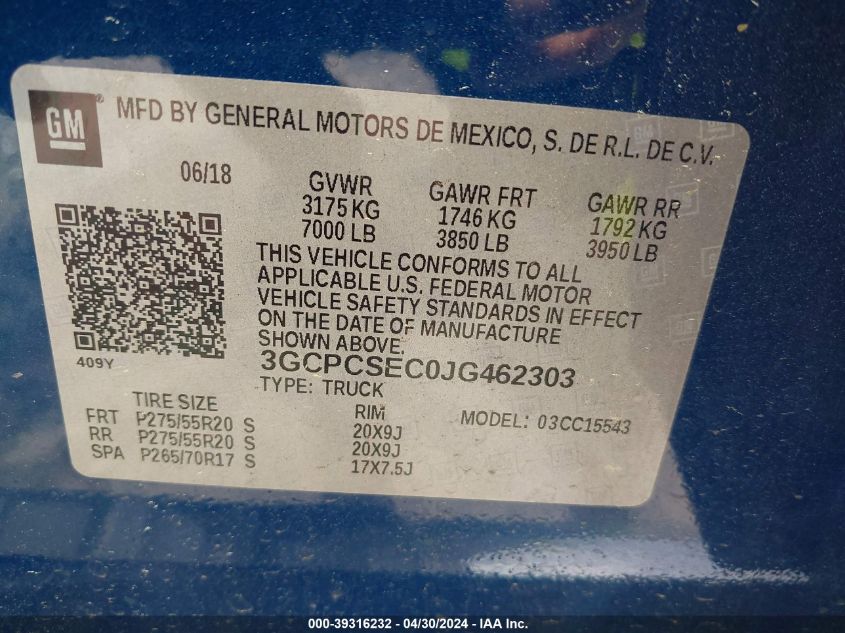 GM ® MFD BY GENERAL MOTORS DE MEXICO, S. DE R.L. DE C.V.
06/18
GVWR GAWR FRT GAWR RR
3175 KG 1746 KG 1792 KG
7000 LB 3850 LB 3950 LB
THIS VEHICLE CONFORMS TO ALL
APPLICABLE U.S. FEDERAL MOTOR
VEHICLE SAFETY STANDARDS IN EFFECT
ON THE DATE OF MANUFACTURE
SHOWN ABOVE.
409Y
3GCPCSEC0JG462303
TYPE: TRUCK
TIRE SIZE RIM MODEL: 03CC15543
FRT P275/55R20 S 20X9J
RR P275/55R20 S 20X9J
SPA P265/70R17 S 17X7.5J
000-39316232 - 04/30/2024 - IAA Inc.